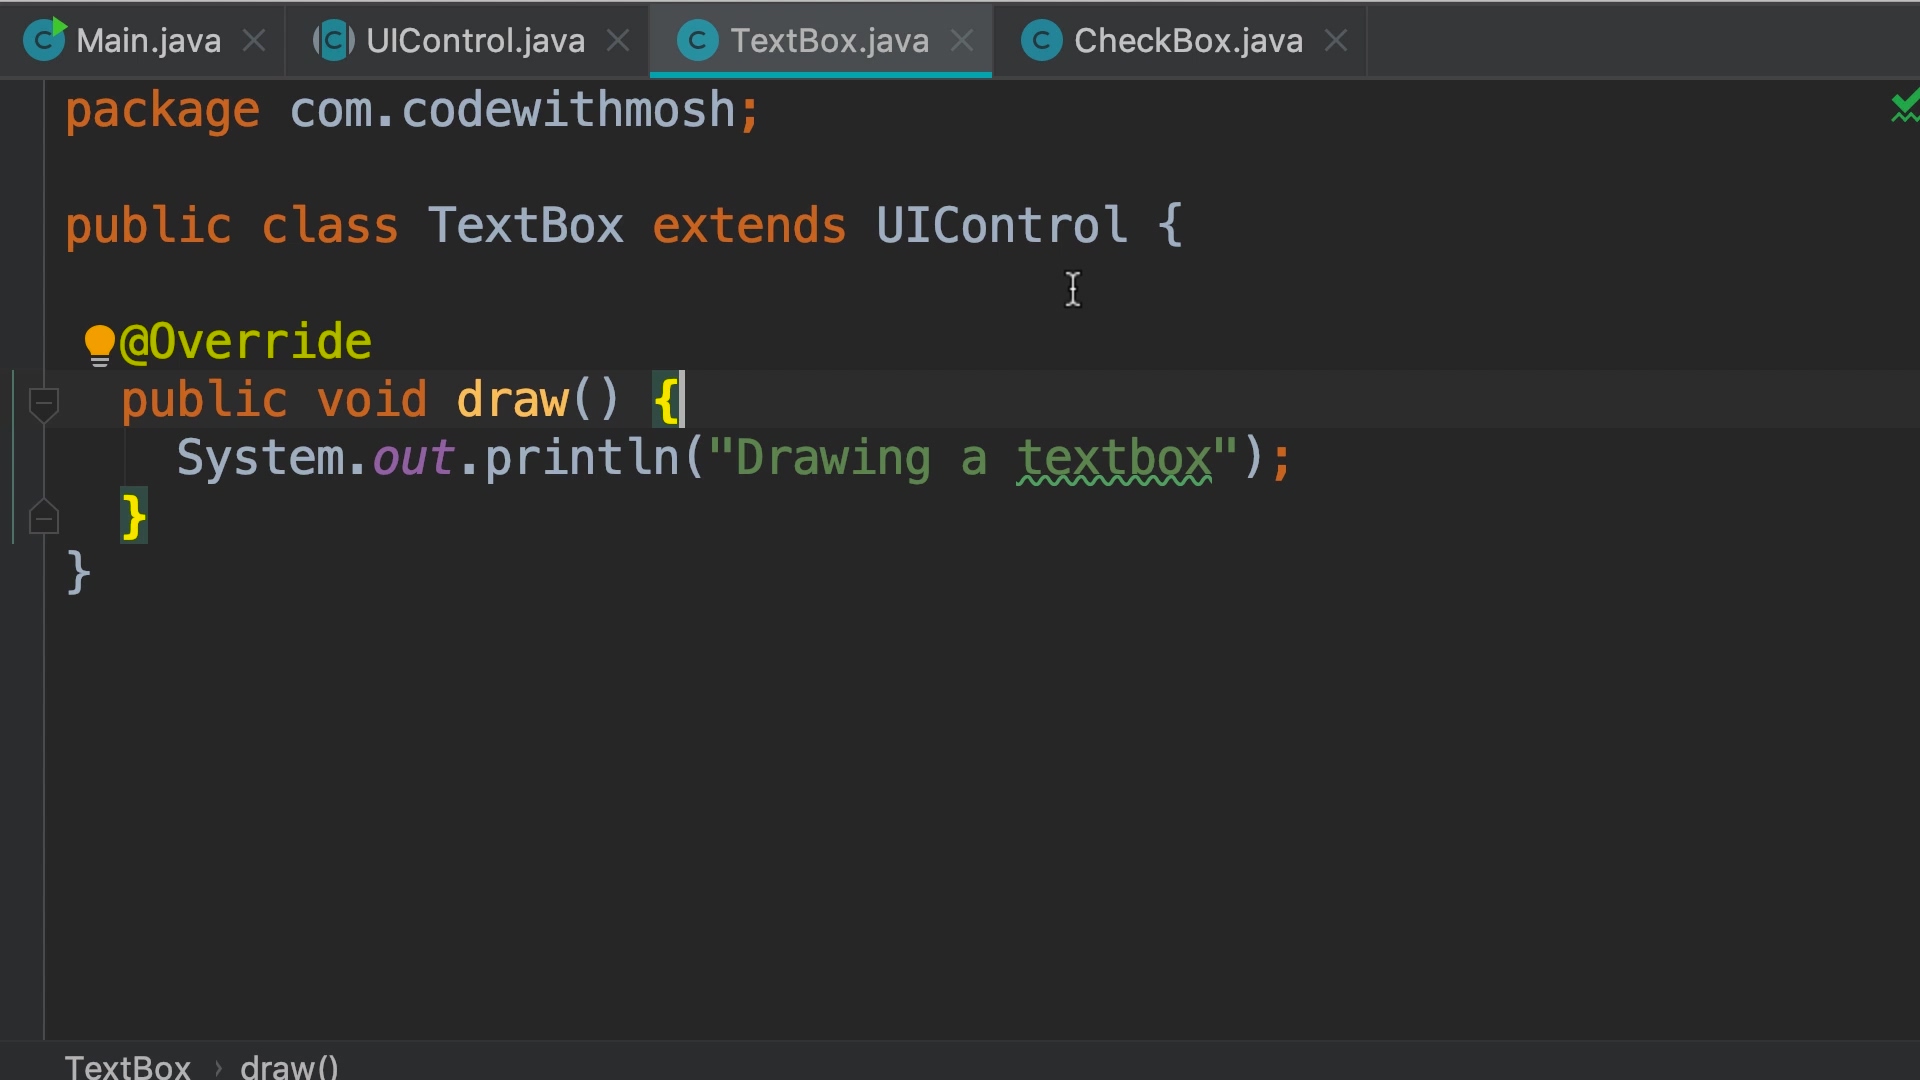 Main.java UIControl.java TextBox.java CheckBox.java
package com.codewithmosh;
public class TextBox extends UIControl {
@Override
public void draw() {
System.out.println("Drawing a textbox");
}
}
TextBox › draw()